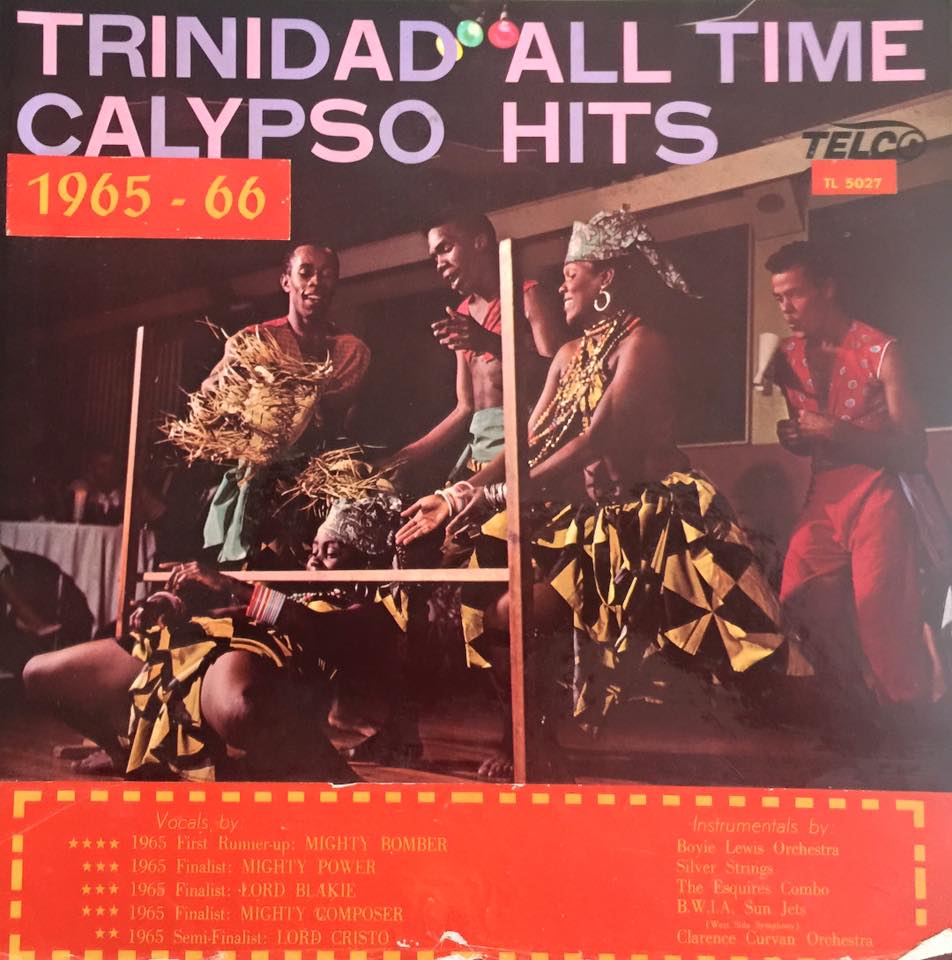 TRINIDAD ALL TIME
CALYPSO HITS
TELCO
1965 - 66
TL 5027
Vocals by
★★★★ 1965 First Runner-up: MIGHTY BOMBER
★★★ 1965 Finalist: MIGHTY POWER
★★★ 1965 Finalist: LORD BLAKIE
★★★ 1965 Finalist: MIGHTY COMPOSER
★★ 1965 Semi-Finalist: LORD CRISTO
Instrumentals by:
Boyie Lewis Orchestra
Silver Strings
The Esquires Combo
B.W.I.A. Sun Jets
(West Side Symphony)
Clarence Curvan Orchestra